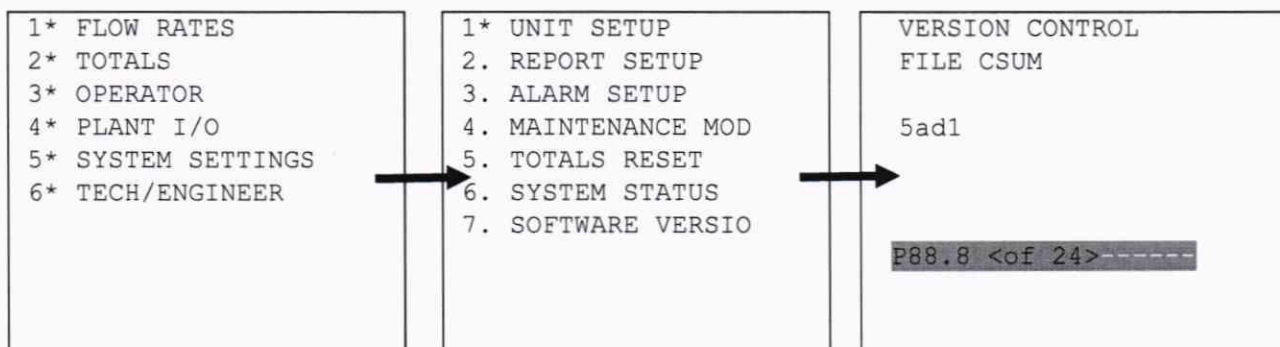 1* FLOW RATES
2* TOTALS
3* OPERATOR
4* PLANT I/O
5* SYSTEM SETTINGS
6* TECH/ENGINEER
1* UNIT SETUP
2. REPORT SETUP
3. ALARM SETUP
4. MAINTENANCE MOD
5. TOTALS RESET
6. SYSTEM STATUS
7. SOFTWARE VERSIO
VERSION CONTROL
FILE CSUM
5ad1
P88.8 <of 24>------